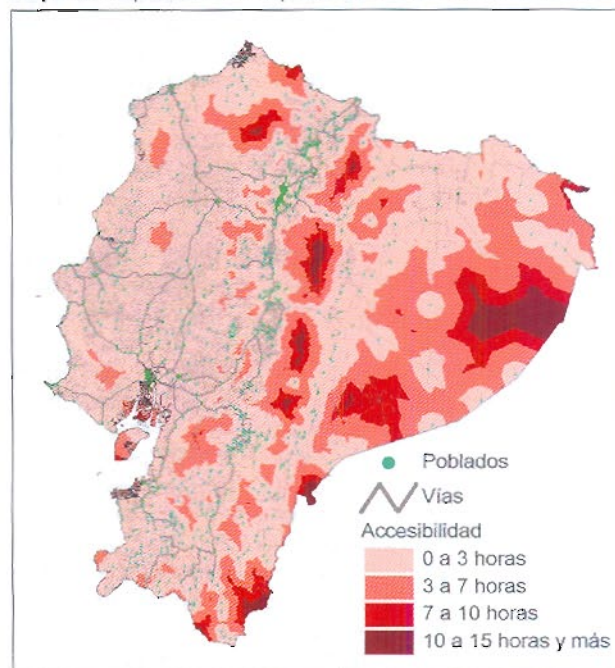 Poblados
Vías
Accesibilidad
0 a 3 horas
3 a 7 horas
7 a 10 horas
10 a 15 horas y más